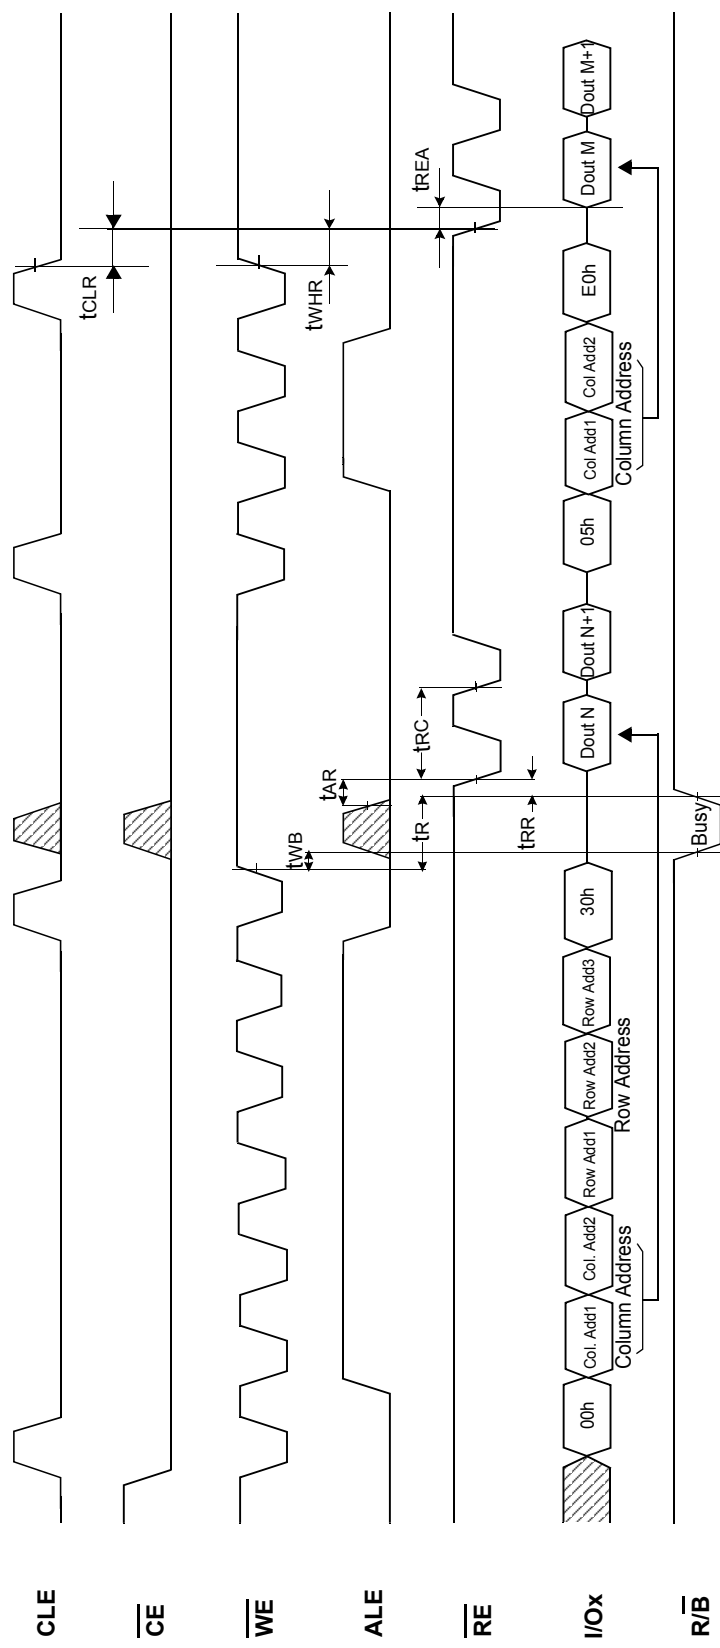 CLE
tCLR
CE
WE
tWB
tWHR
ALE
tAR
RE
tR
tRC
tREA
tRR
I/Ox
00h
Col. Add1
Col. Add2
Row Add1
Row Add2
Row Add3
30h
Dout N
Dout N+1
05h
Col Add1
Col Add2
E0h
Dout M
Dout M+1
Column Address
Row Address
Column Address
R/B
Busy